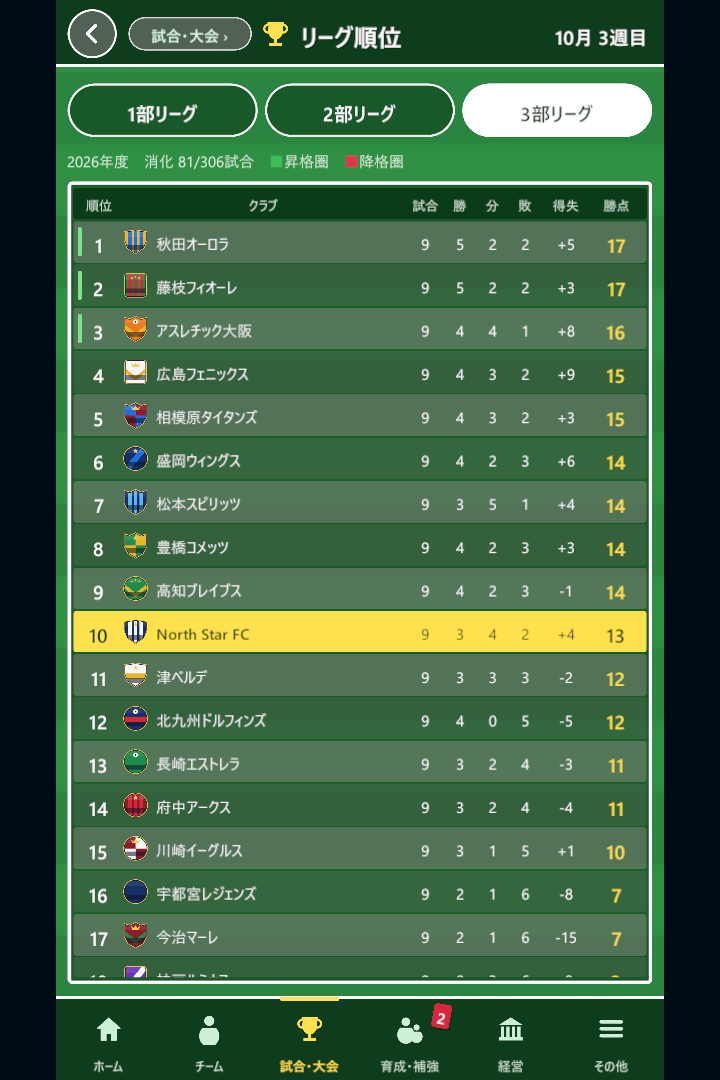 試合・大会 › リーグ順位 10月 3週目
1部リーグ 2部リーグ 3部リーグ
2026年度 消化 81/306試合 昇格圏 降格圏
順位 クラブ 試合 勝 分 敗 得失 勝点
1 秋田オーロラ 9 5 2 2 +5 17
2 藤枝フィオーレ 9 5 2 2 +3 17
3 アスレチック大阪 9 4 4 1 +8 16
4 広島フェニックス 9 4 3 2 +9 15
5 相模原タイタンズ 9 4 3 2 +3 15
6 盛岡ウィングス 9 4 2 3 +6 14
7 松本スピリッツ 9 3 5 1 +4 14
8 豊橋コメッツ 9 4 2 3 +3 14
9 高知ブレイブス 9 4 2 3 -1 14
10 North Star FC 9 3 4 2 +4 13
11 津ベルデ 9 3 3 3 -2 12
12 北九州ドルフィンズ 9 4 0 5 -5 12
13 長崎エストレラ 9 3 2 4 -3 11
14 府中アークス 9 3 2 4 -4 11
15 川崎イーグルス 9 3 1 5 +1 10
16 宇都宮レジェンズ 9 2 1 6 -8 7
17 今治マーレ 9 2 1 6 -15 7
2
ホーム チーム 試合・大会 育成・補強 経営 その他